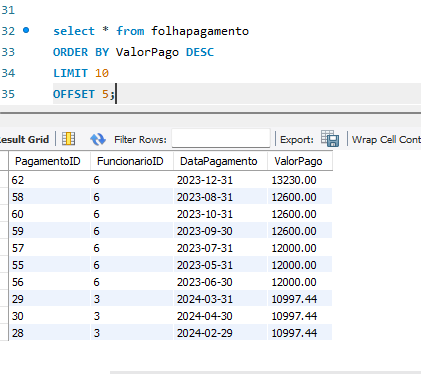 31
32 select * from folhapagamento
33 ORDER BY ValorPago DESC
34 LIMIT 10
35 OFFSET 5;
Result Grid Filter Rows: Export: Wrap Cell Cont
PagamentoID FuncionarioID DataPagamento ValorPago
62 6 2023-12-31 13230.00
58 6 2023-08-31 12600.00
60 6 2023-10-31 12600.00
59 6 2023-09-30 12600.00
57 6 2023-07-31 12000.00
55 6 2023-05-31 12000.00
56 6 2023-06-30 12000.00
29 3 2024-03-31 10997.44
30 3 2024-04-30 10997.44
28 3 2024-02-29 10997.44